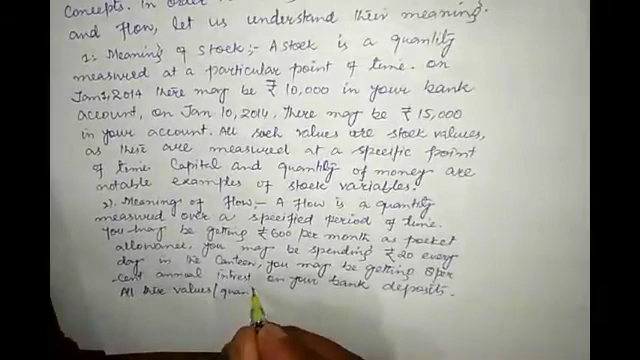 Concepts. In order
and Flow, let us understand their meaning.
1:- Meaning of Stock :- A stock is a quantity
measured at a particular point of time. On
Jan 1, 2014 there may be ₹ 10,000 in your bank
account, on Jan 10, 2014. There may be ₹ 15,000
in your account. All such values are stock values,
as these are measured at a specific point
of time. Capital and quantity of money are
notable examples of stock variables.
2). Meanings of Flow :- A flow is a quantity
measured over a specified period of time.
You may be getting ₹ 600 per month as pocket
allowance, you may be spending ₹ 20 every
day in the Canteen, you may be getting 8 per
-cent annual intrest on your bank deposits.
All are values/quan